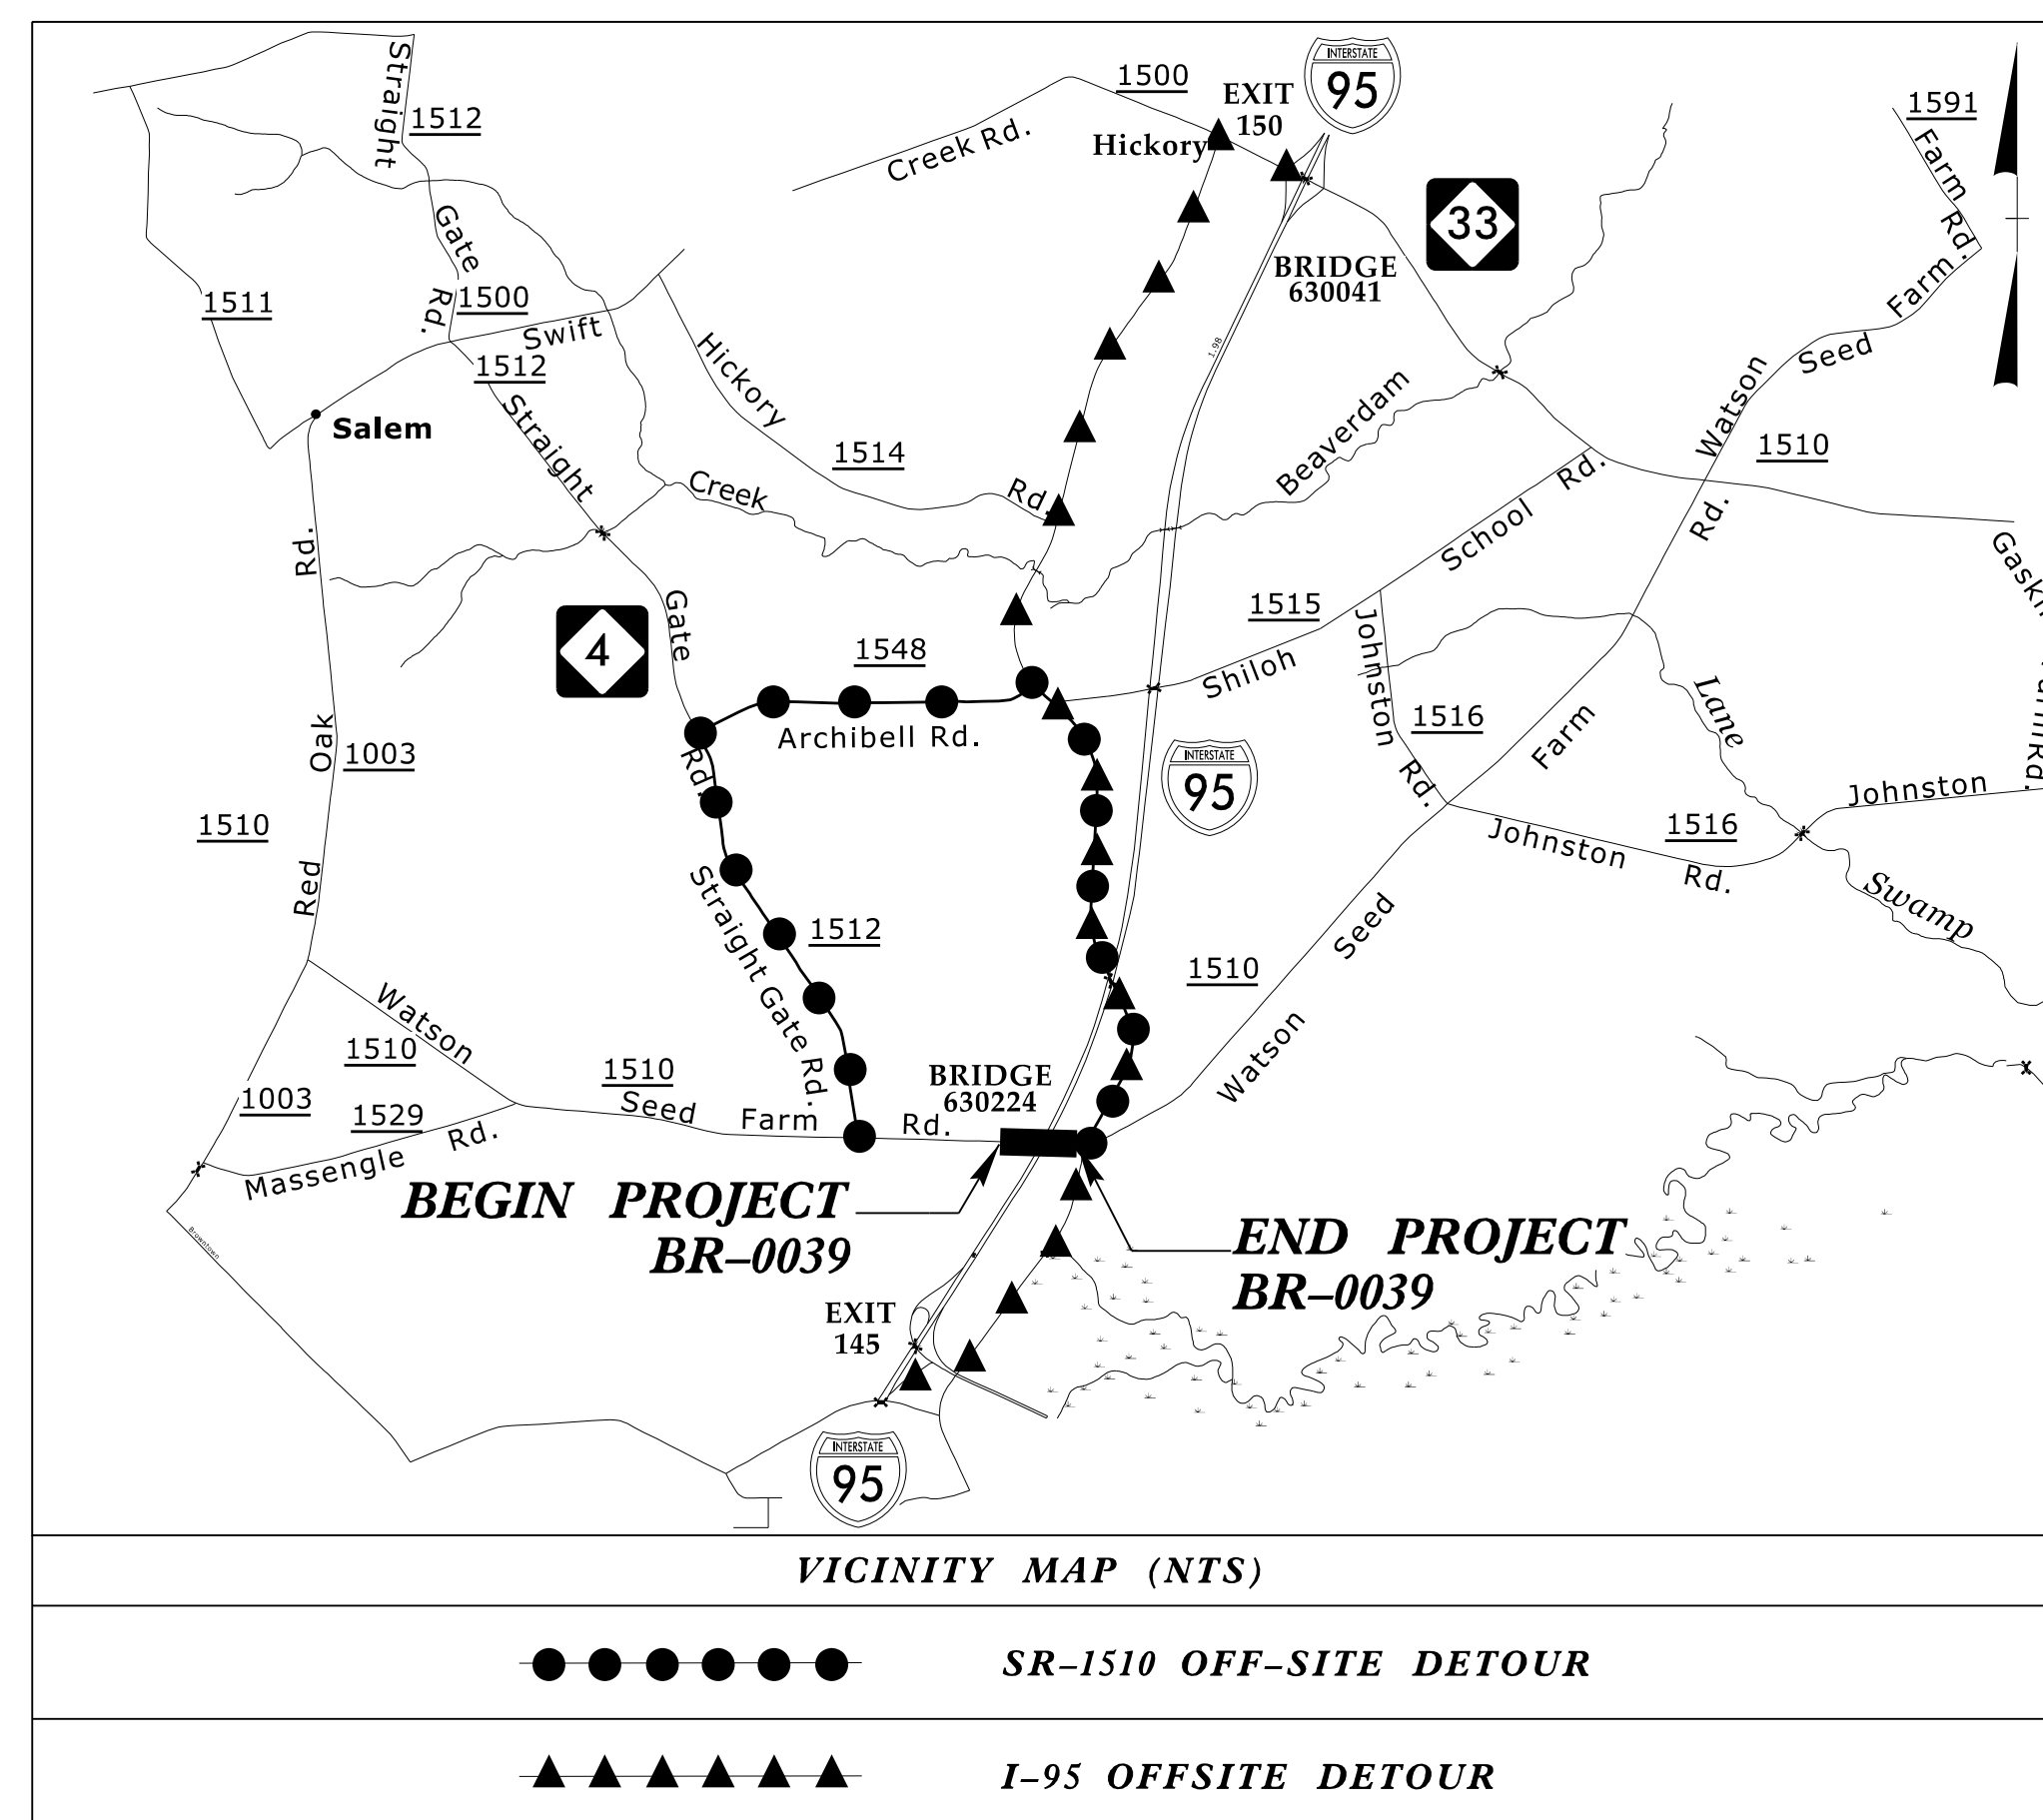 Straight
1512
1500
EXIT
150
INTERSTATE
95
Hickory
Creek Rd.
1591
Farm
Rd.
Gate
Rd.
33
1511
1500
Swift
BRIDGE
630041
1.98
Farm
Seed
Watson
Rd.
1512
Straight
Salem
Hickory
1514
Rd.
Beaverdam
1510
Creek
School
Rd.
Rd.
Oak
Red
4
Gate
Rd.
1548
Archibell Rd.
1515
Shiloh
Johnston
Rd.
1516
Lane
Farm
Rd.
1003
1510
INTERSTATE
95
Johnston
1516
Johnston
Rd.
Swamp
Straight Gate Rd.
1512
1510
Seed
Watson
Watson
1510
1510
Seed
Farm
Rd.
BRIDGE
630224
1003
1529
Massengle
Rd.
Browntown
BEGIN PROJECT
BR–0039
END PROJECT
BR–0039
EXIT
145
INTERSTATE
95
VICINITY MAP (NTS)
SR–1510 OFF–SITE DETOUR
I–95 OFFSITE DETOUR